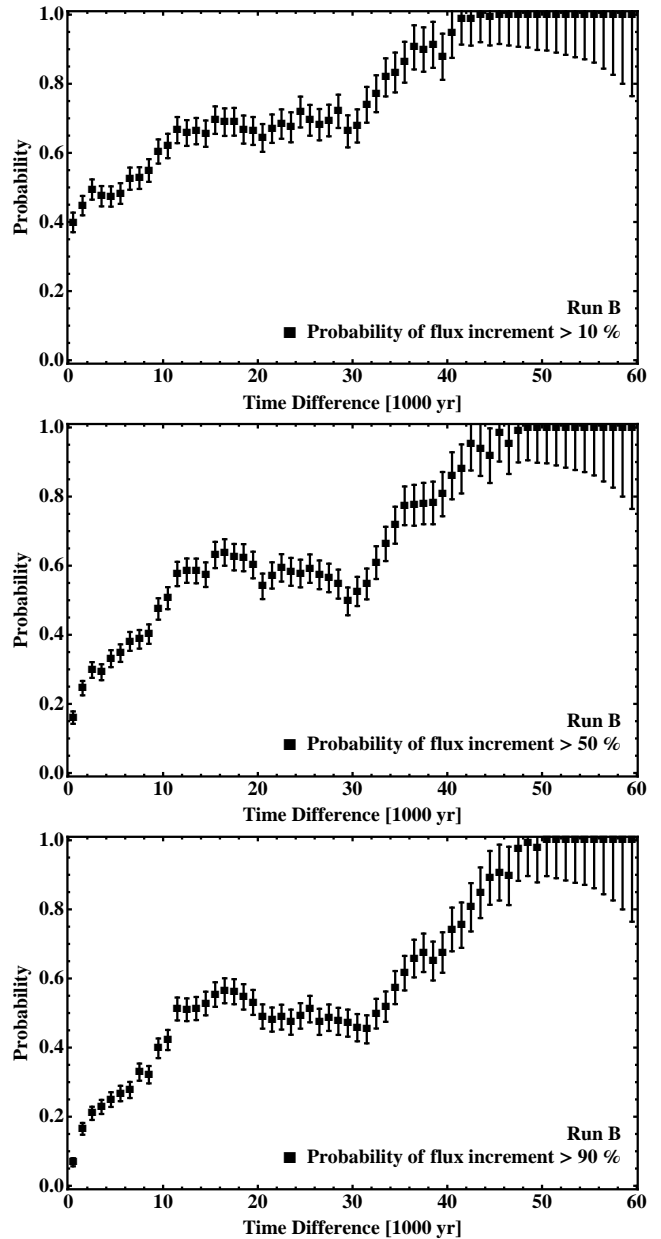 1.0
0.8
0.6
0.4
0.2
0.0
Probability
Run B
■ Probability of flux increment > 10 %
0 10 20 30 40 50 60
Time Difference [1000 yr]
1.0
0.8
0.6
0.4
0.2
0.0
Probability
Run B
■ Probability of flux increment > 50 %
0 10 20 30 40 50 60
Time Difference [1000 yr]
1.0
0.8
0.6
0.4
0.2
0.0
Probability
Run B
■ Probability of flux increment > 90 %
0 10 20 30 40 50 60
Time Difference [1000 yr]